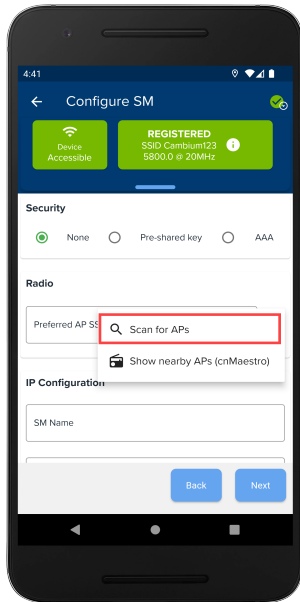 4:41
Configure SM
Device
Accessible
REGISTERED
SSID Cambium123
5800.0 @ 20MHz
Security
None
Pre-shared key
AAA
Radio
Preferred AP SS
Scan for APs
Show nearby APs (cnMaestro)
IP Configuration
SM Name
Back
Next